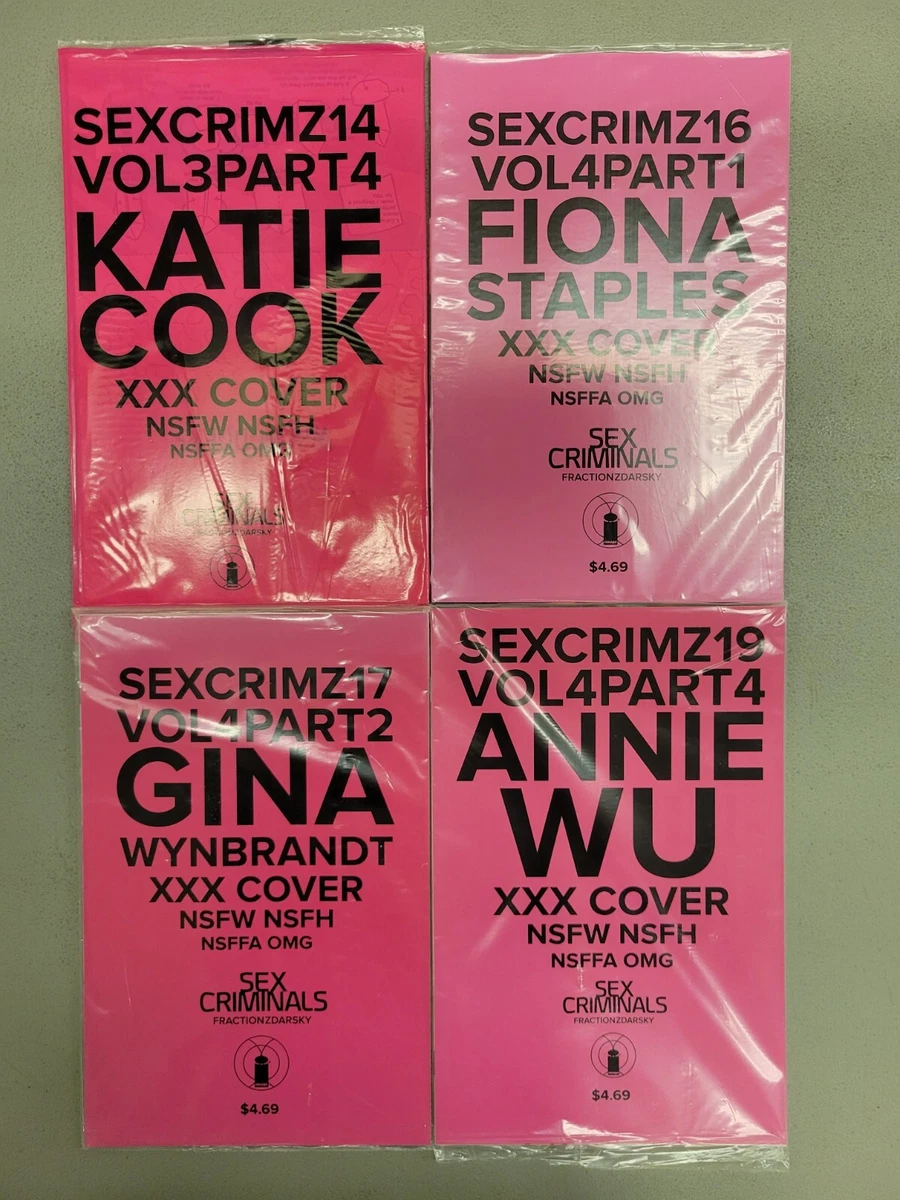 SEXCRIMZ14
VOL3PART4
KATIE
COOK
XXX COVER
NSFW NSFH
NSFFA OMG
SEX
CRIMINALS
FRACTIONZDARSKY
SEXCRIMZ16
VOL4PART1
FIONA
STAPLES
XXX COVER
NSFW NSFH
NSFFA OMG
SEX
CRIMINALS
FRACTIONZDARSKY
$4.69
SEXCRIMZ17
VOL4PART2
GINA
WYNBRANDT
XXX COVER
NSFW NSFH
NSFFA OMG
SEX
CRIMINALS
FRACTIONZDARSKY
$4.69
SEXCRIMZ19
VOL4PART4
ANNIE
WU
XXX COVER
NSFW NSFH
NSFFA OMG
SEX
CRIMINALS
FRACTIONZDARSKY
$4.69